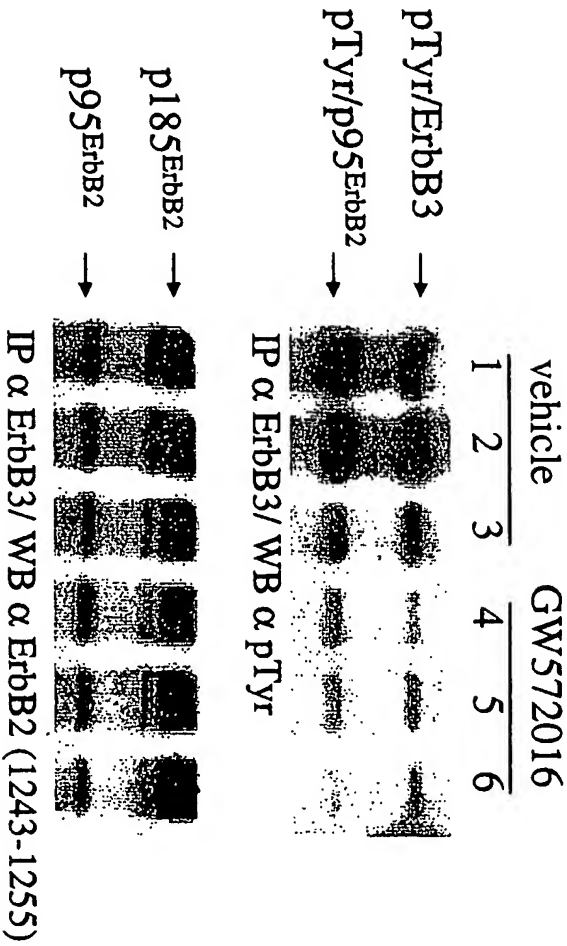 vehicle GW572016
1 2 3 4 5 6
pTyr/ErbB3
pTyr/p95ErbB2
IP α ErbB3/ WB α pTyr
p185ErbB2
p95ErbB2
IP α ErbB3/ WB α ErbB2 (1243-1255)